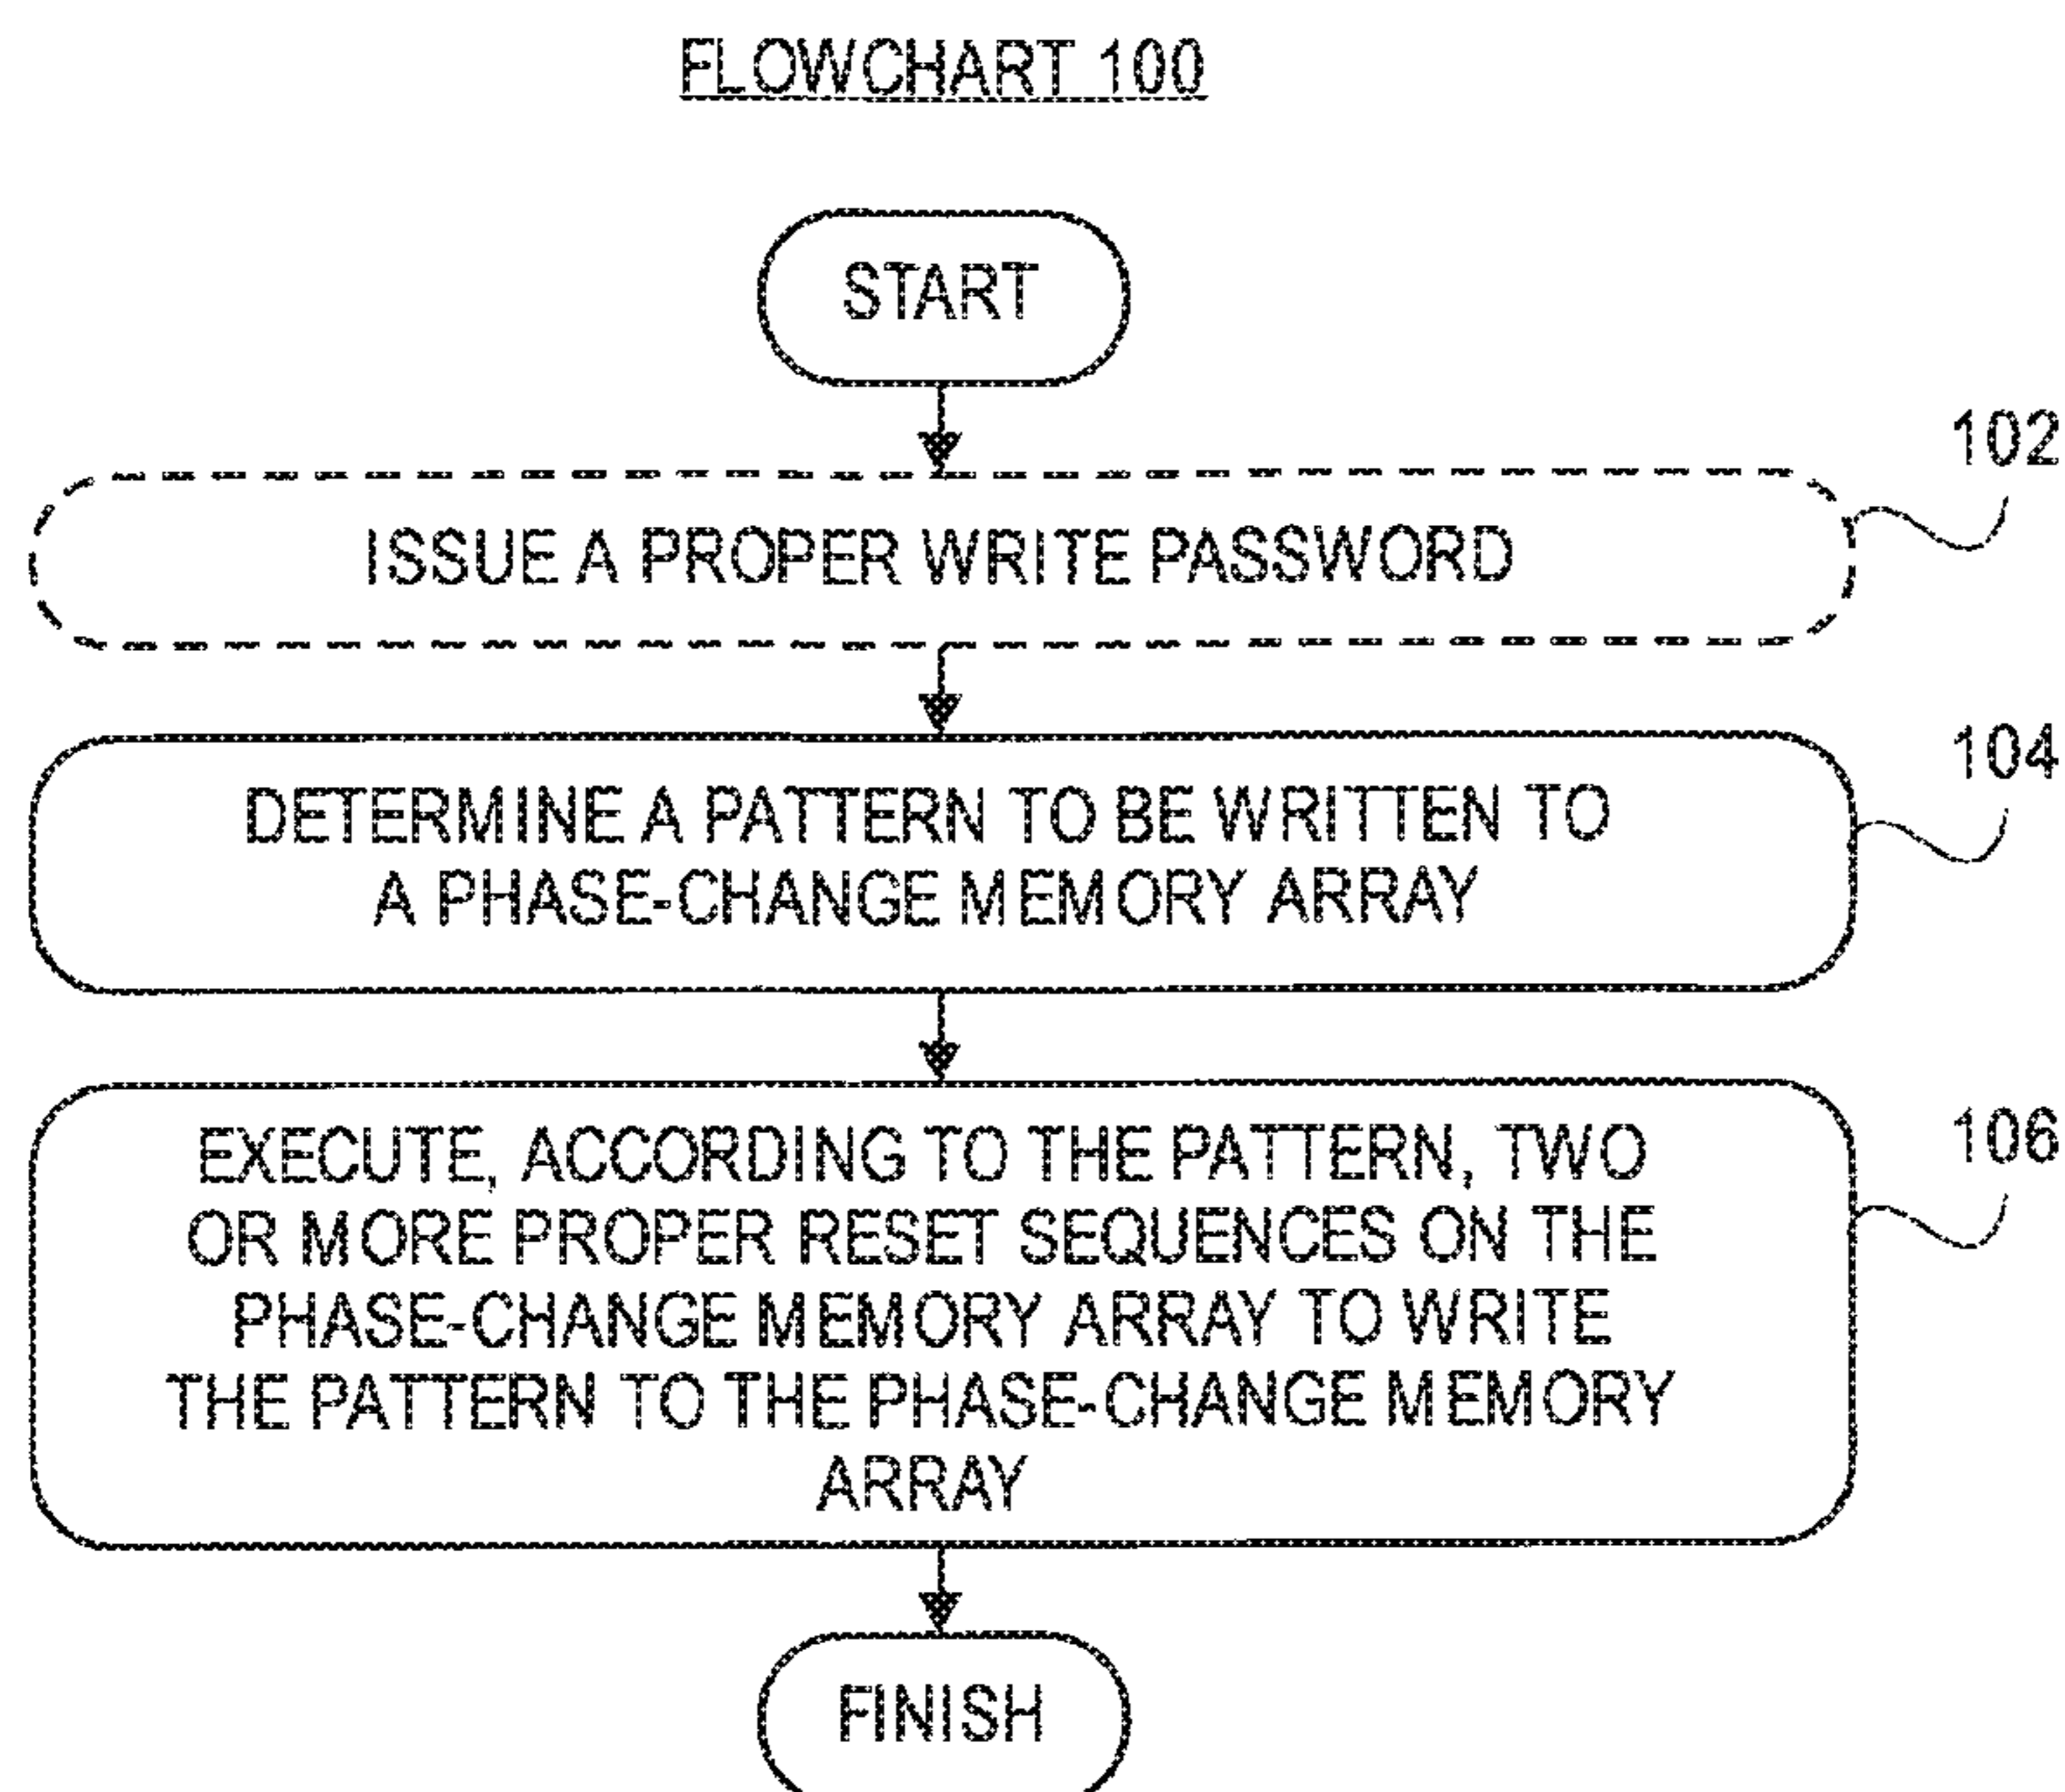 FLOWCHART 100
START
102
ISSUE A PROPER WRITE PASSWORD
104
DETERMINE A PATTERN TO BE WRITTEN TO
A PHASE-CHANGE MEMORY ARRAY
106
EXECUTE, ACCORDING TO THE PATTERN, TWO
OR MORE PROPER RESET SEQUENCES ON THE
PHASE-CHANGE MEMORY ARRAY TO WRITE
THE PATTERN TO THE PHASE-CHANGE MEMORY
ARRAY
FINISH